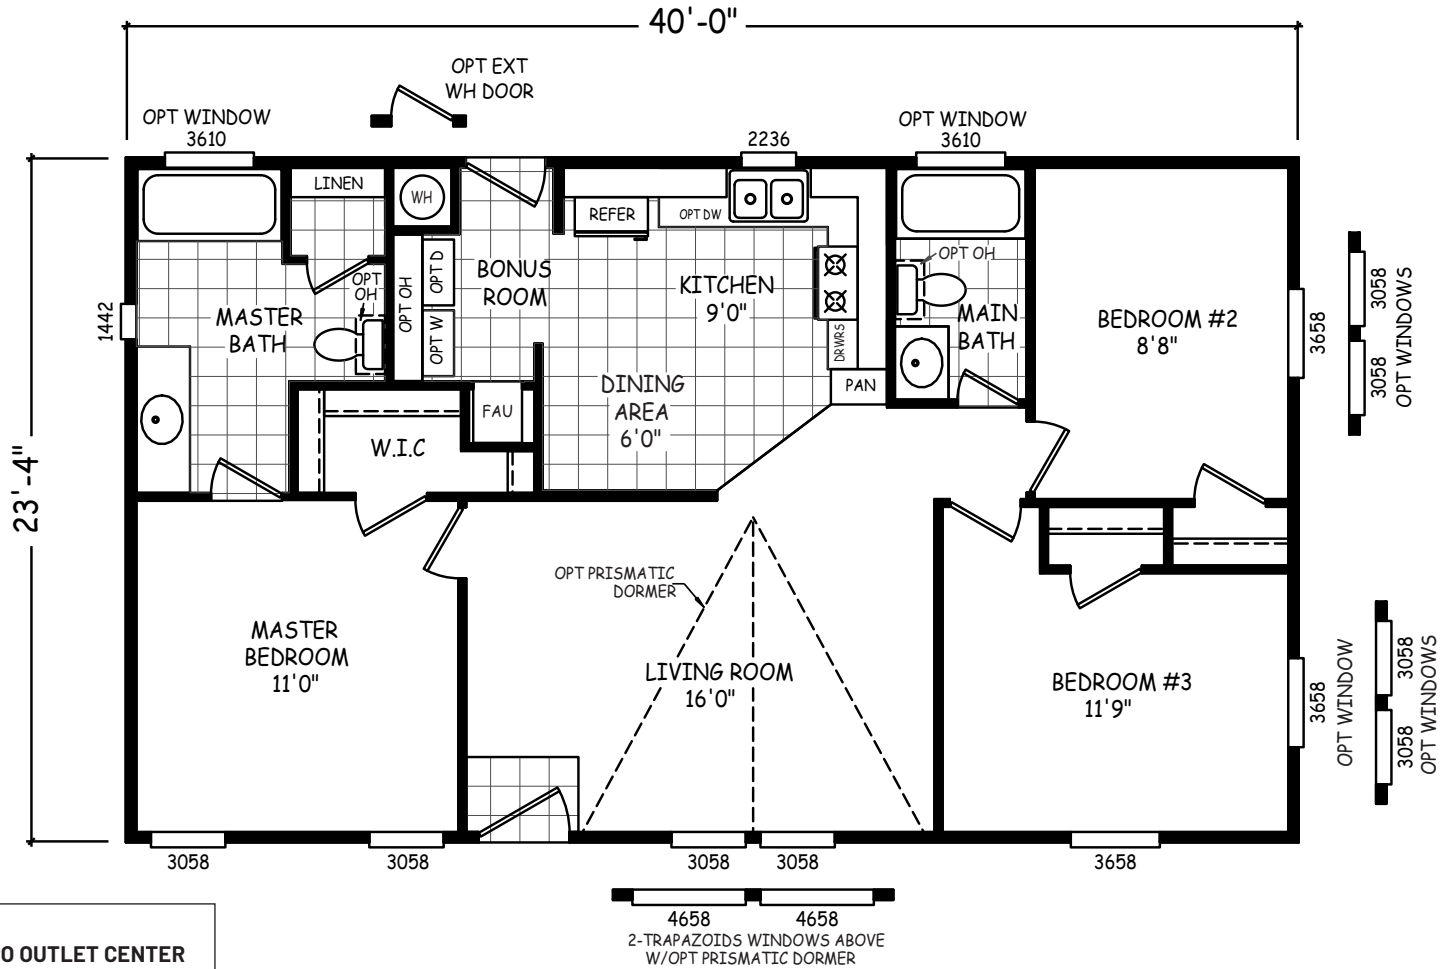 40'-0"
OPT EXT
WH DOOR
OPT WINDOW
3610
2236
OPT WINDOW
3610
LINEN
WH
REFER
OPT DW
OPT OH
OPT D
OPT W
BONUS
ROOM
KITCHEN
9'0"
OPT OH
OPT
OH
1442
MASTER
BATH
MAIN
BATH
BEDROOM #2
8'8"
3658
3058
3058
OPT WINDOWS
DRWRS
PAN
DINING
AREA
6'0"
FAU
W.I.C
23'-4"
OPT PRISMATIC
DORMER
MASTER
BEDROOM
11'0"
LIVING ROOM
16'0"
BEDROOM #3
11'9"
3658
OPT WINDOW
3058
3058
OPT WINDOWS
3058
3058
3058
3058
3658
4658
4658
2-TRAPAZOIDS WINDOWS ABOVE
W/OPT PRISMATIC DORMER
OUTLET CENTER